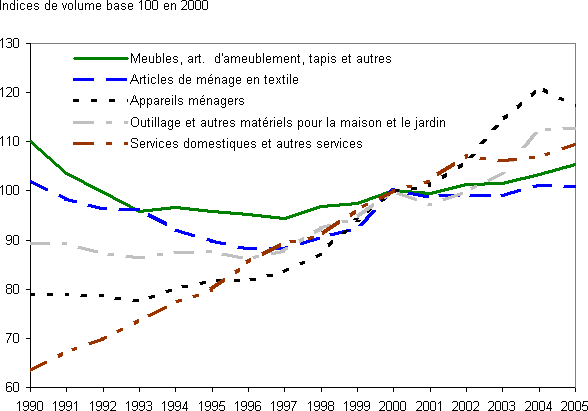 Indices de volume base 100 en 2000
130
120
110
100
90
80
70
60
Meubles, art. d'ameublement, tapis et autres
Articles de ménage en textile
Appareils ménagers
Outillage et autres matériels pour la maison et le jardin
Services domestiques et autres services
1990 1991 1992 1993 1994 1995 1996 1997 1998 1999 2000 2001 2002 2003 2004 2005